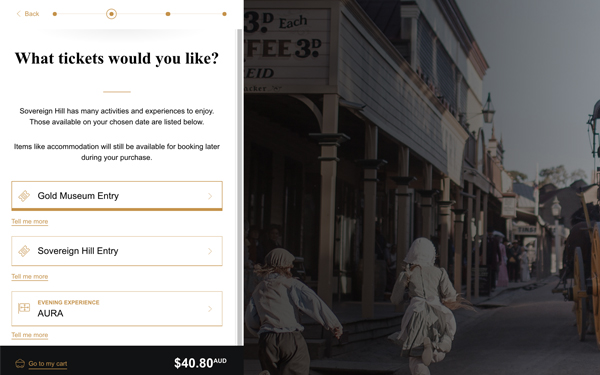 Back
3.D Each
FFEE 3.D
REID
What tickets would you like?
Sovereign Hill has many activities and experiences to enjoy.
Those available on your chosen date are listed below.
Items like accommodation will still be available for booking later
during your purchase.
Gold Museum Entry
Tell me more
Sovereign Hill Entry
Tell me more
EVENING EXPERIENCE
AURA
Tell me more
Go to my cart
$40.80AUD